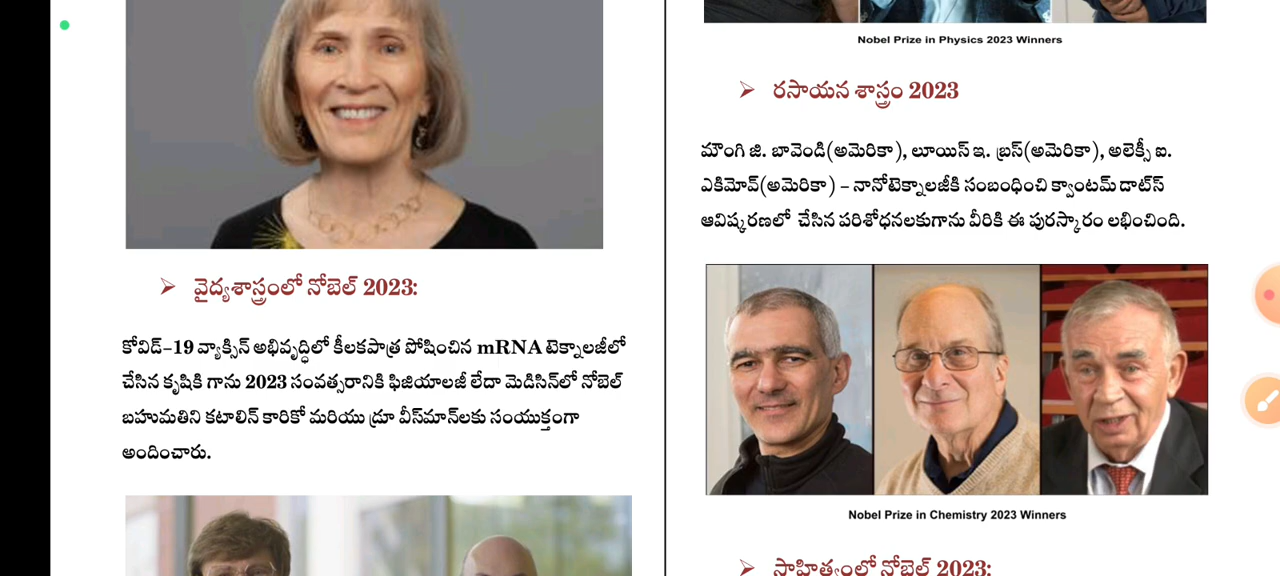 ➢ వైద్యశాస్త్రంలో నోబెల్ 2023:
కోవిడ్-19 వ్యాక్సిన్ అభివృద్ధిలో కీలకపాత్ర పోషించిన mRNA టెక్నాలజీలో
చేసిన కృషికి గాను 2023 సంవత్సరానికి ఫిజియాలజీ లేదా మెడిసిన్‌లో నోబెల్
బహుమతిని కటాలిన్ కారికో మరియు డ్రూ వీస్‌మాన్‌లకు సంయుక్తంగా
అందించారు.
Nobel Prize in Physics 2023 Winners
➢ రసాయన శాస్త్రం 2023
మౌంగి జి. బావెండి(అమెరికా), లూయిస్ ఇ. బ్రస్(అమెరికా), అలెక్సీ ఐ.
ఎకిమోవ్(అమెరికా) - నానోటెక్నాలజీకి సంబంధించి క్వాంటమ్ డాట్‌స్
ఆవిష్కరణలో చేసిన పరిశోధనలకుగాను వీరికి ఈ పురస్కారం లభించింది.
Nobel Prize in Chemistry 2023 Winners
➢ సాహిత్యంలో నోబెల్ 2023: